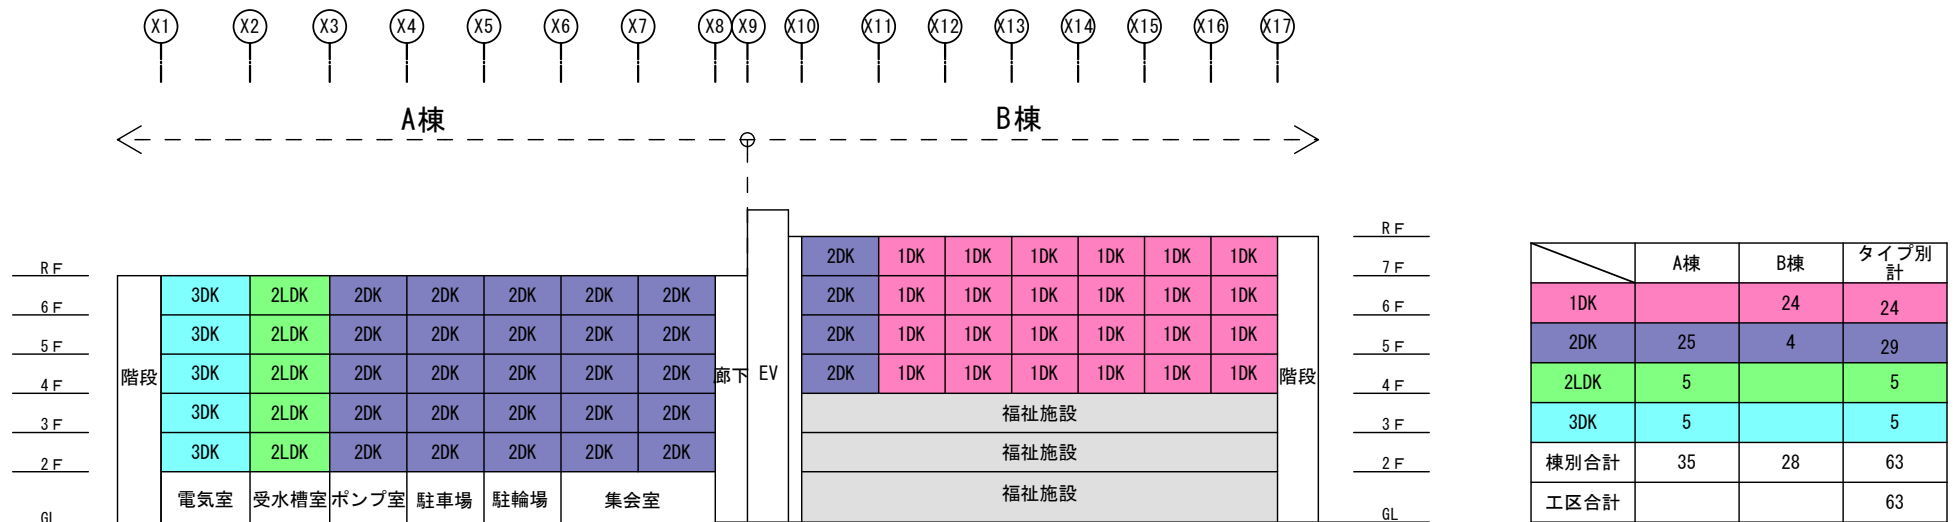 X1 X2 X3 X4 X5 X6 X7 X8 X9 X10 X11 X12 X13 X14 X15 X16 X17
A棟 B棟
RF
6F
5F
4F
3F
2F
GL
階段
3DK 2LDK 2DK 2DK 2DK 2DK 2DK
3DK 2LDK 2DK 2DK 2DK 2DK 2DK
3DK 2LDK 2DK 2DK 2DK 2DK 2DK
3DK 2LDK 2DK 2DK 2DK 2DK 2DK
3DK 2LDK 2DK 2DK 2DK 2DK 2DK
電気室 受水槽室 ポンプ室 駐車場 駐輪場 集会室
廊下 EV
2DK 1DK 1DK 1DK 1DK 1DK 1DK
2DK 1DK 1DK 1DK 1DK 1DK 1DK
2DK 1DK 1DK 1DK 1DK 1DK 1DK
2DK 1DK 1DK 1DK 1DK 1DK 1DK
福祉施設
福祉施設
福祉施設
階段
RF
7F
6F
5F
4F
3F
2F
GL
A棟 B棟 タイプ別
計
1DK 24 24
2DK 25 4 29
2LDK 5 5
3DK 5 5
棟別合計 35 28 63
工区合計 63